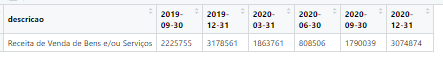 descricao 2019-09-30 2019-12-31 2020-03-31 2020-06-30 2020-09-30 2020-12-31
Receita de Venda de Bens e/ou Serviços 2225755 3178561 1863761 808506 1790039 3074874